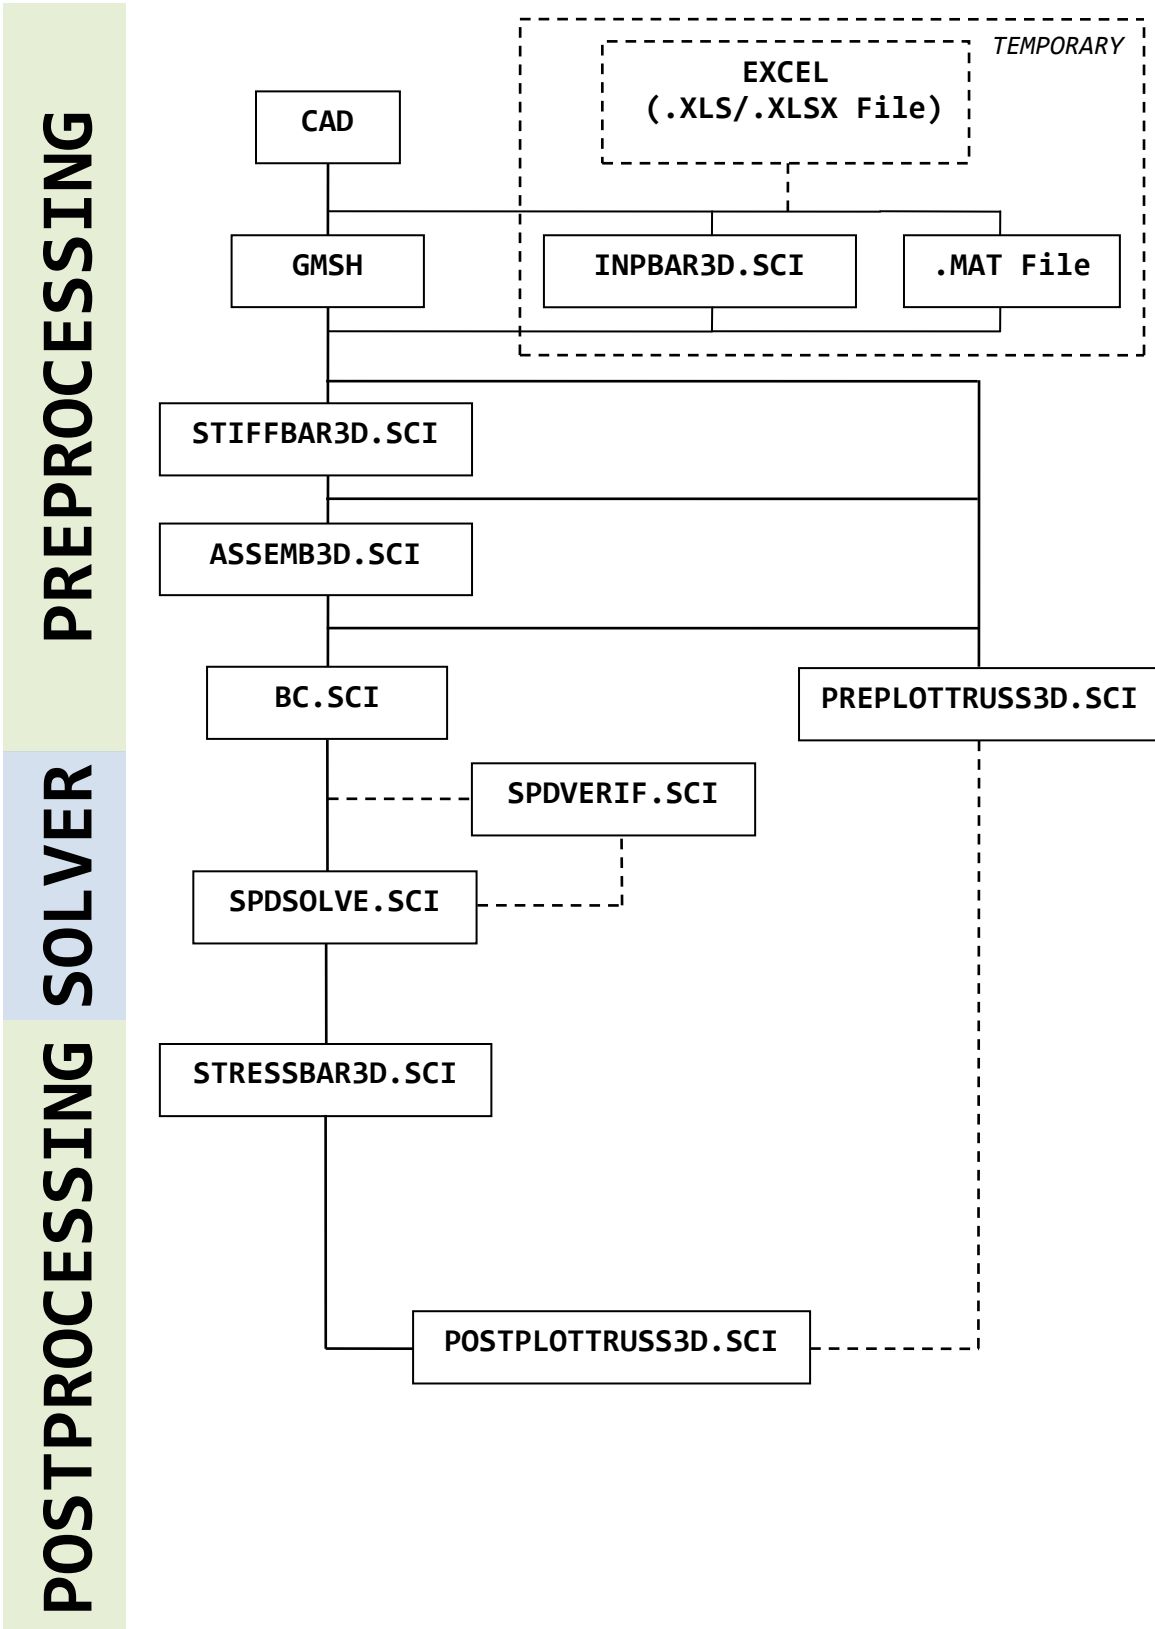 PREPROCESSING
TEMPORARY
EXCEL
(.XLS/.XLSX File)
CAD
GMSH
INPBAR3D.SCI
.MAT File
STIFFBAR3D.SCI
ASSEMB3D.SCI
BC.SCI
PREPLOTTRUSS3D.SCI
SOLVER
SPDVERIF.SCI
SPDSOLVE.SCI
POSTPROCESSING
STRESSBAR3D.SCI
POSTPLOTTRUSS3D.SCI